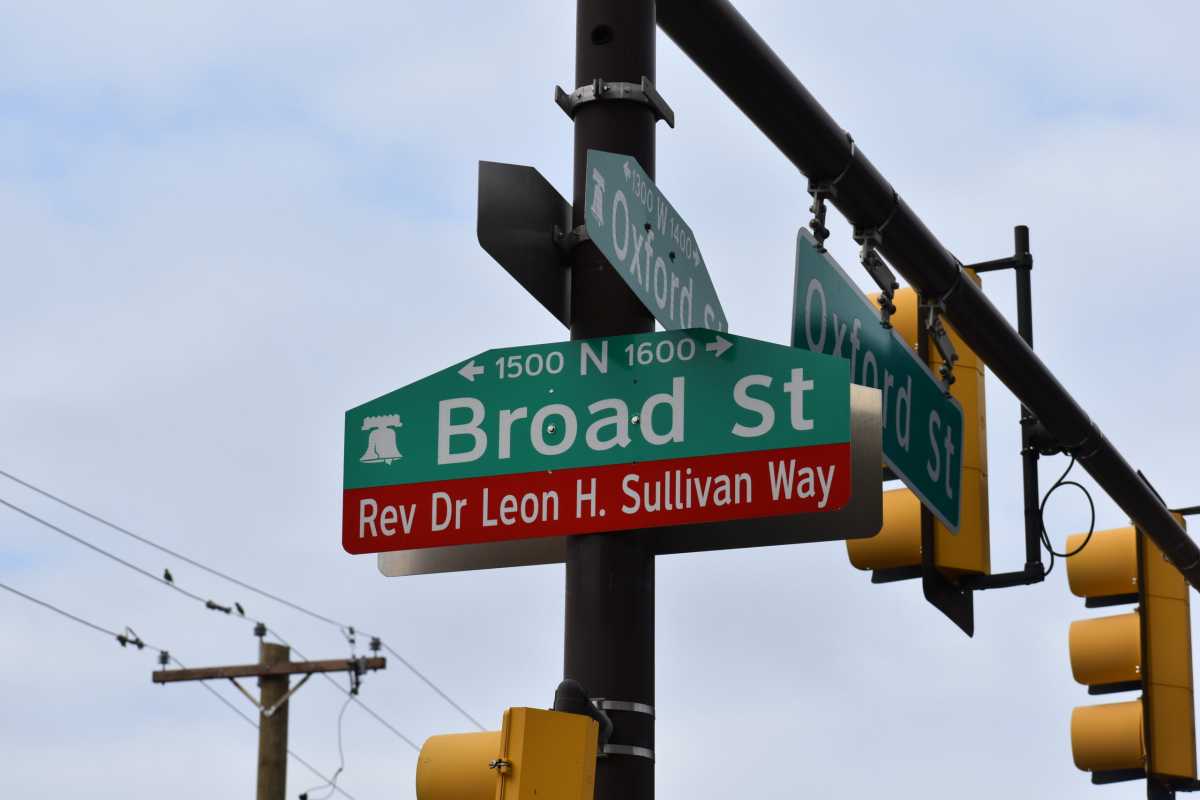 ← 1300 W 1400 →
Oxford St
Oxford St
← 1500 N 1600 →
Broad St
Rev Dr Leon H. Sullivan Way